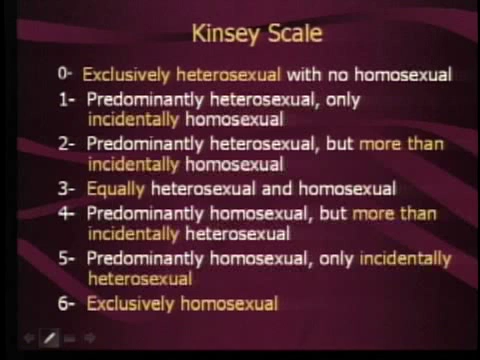 Kinsey Scale
0- Exclusively heterosexual with no homosexual
1- Predominantly heterosexual, only
incidentally homosexual
2- Predominantly heterosexual, but more than
incidentally homosexual
3- Equally heterosexual and homosexual
4- Predominantly homosexual, but more than
incidentally heterosexual
5- Predominantly homosexual, only incidentally
heterosexual
6- Exclusively homosexual